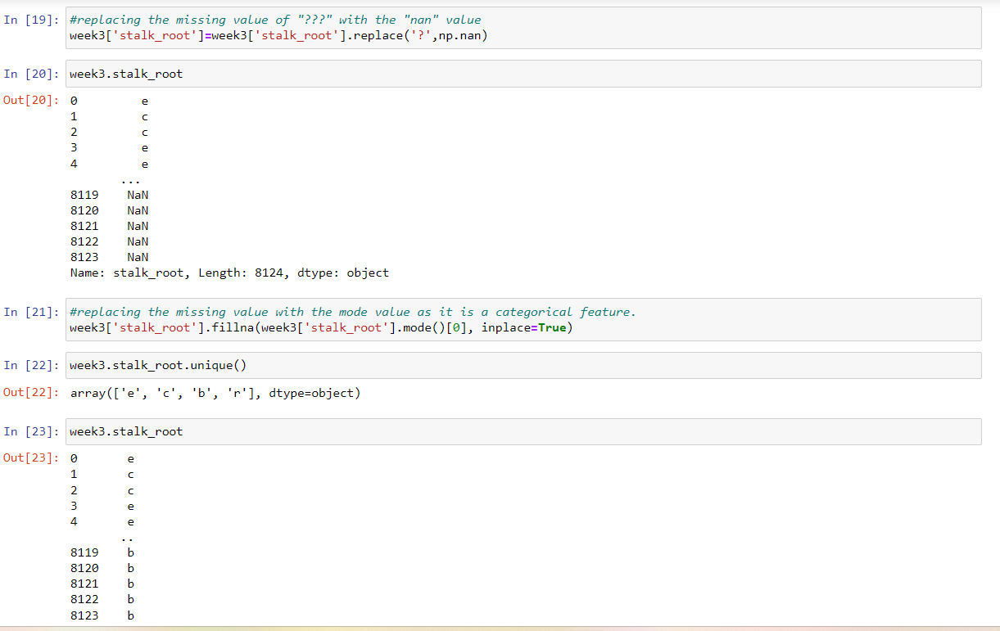 In [19]: #replacing the missing value of "???" with the "nan" value
week3['stalk_root']=week3['stalk_root'].replace('?',np.nan)
In [20]: week3.stalk_root
Out[20]: 0 e
1 c
2 c
3 e
4 e
...
8119 NaN
8120 NaN
8121 NaN
8122 NaN
8123 NaN
Name: stalk_root, Length: 8124, dtype: object
In [21]: #replacing the missing value with the mode value as it is a categorical feature.
week3['stalk_root'].fillna(week3['stalk_root'].mode()[0], inplace=True)
In [22]: week3.stalk_root.unique()
Out[22]: array(['e', 'c', 'b', 'r'], dtype=object)
In [23]: week3.stalk_root
Out[23]: 0 e
1 c
2 c
3 e
4 e
..
8119 b
8120 b
8121 b
8122 b
8123 b